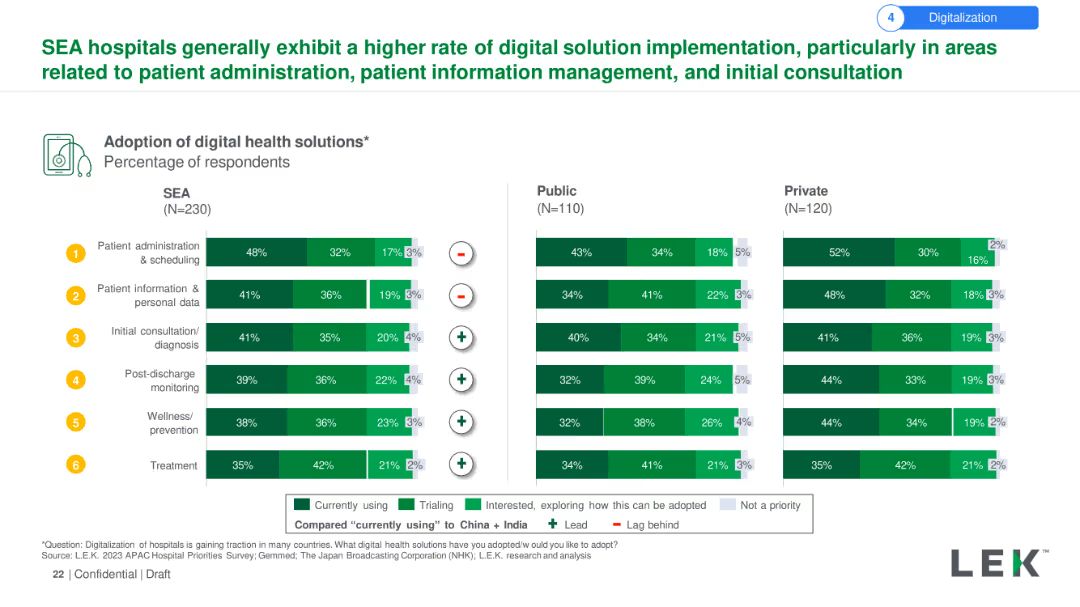 4 Digitalization
SEA hospitals generally exhibit a higher rate of digital solution implementation, particularly in areas
related to patient administration, patient information management, and initial consultation
Adoption of digital health solutions*
Percentage of respondents
SEA
(N=230)
Public
(N=110)
Private
(N=120)
1 Patient administration
& scheduling
48% 32% 17% 3% - 43% 34% 18% 5% 52% 30% 16% 2%
2 Patient information &
personal data
41% 36% 19% 3% - 34% 41% 22% 3% 48% 32% 18% 3%
3 Initial consultation/
diagnosis
41% 35% 20% 4% + 40% 34% 21% 5% 41% 36% 19% 3%
4 Post-discharge
monitoring
39% 36% 22% 4% + 32% 39% 24% 5% 44% 33% 19% 3%
5 Wellness/
prevention
38% 36% 23% 3% + 32% 38% 26% 4% 44% 34% 19% 2%
6 Treatment
35% 42% 21% 2% + 34% 41% 21% 3% 35% 42% 21% 2%
Currently using Trialing Interested, exploring how this can be adopted Not a priority
Compared “currently using” to China + India + Lead - Lag behind
*Question: Digitalization of hospitals is gaining traction in many countries. What digital health solutions have you adopted/w ould you like to adopt?
Source: L.E.K. 2023 APAC Hospital Priorities Survey; Gemmed; The Japan Broadcasting Corporation (NHK); L.E.K. research and analysis
22 | Confidential | Draft
LEK™